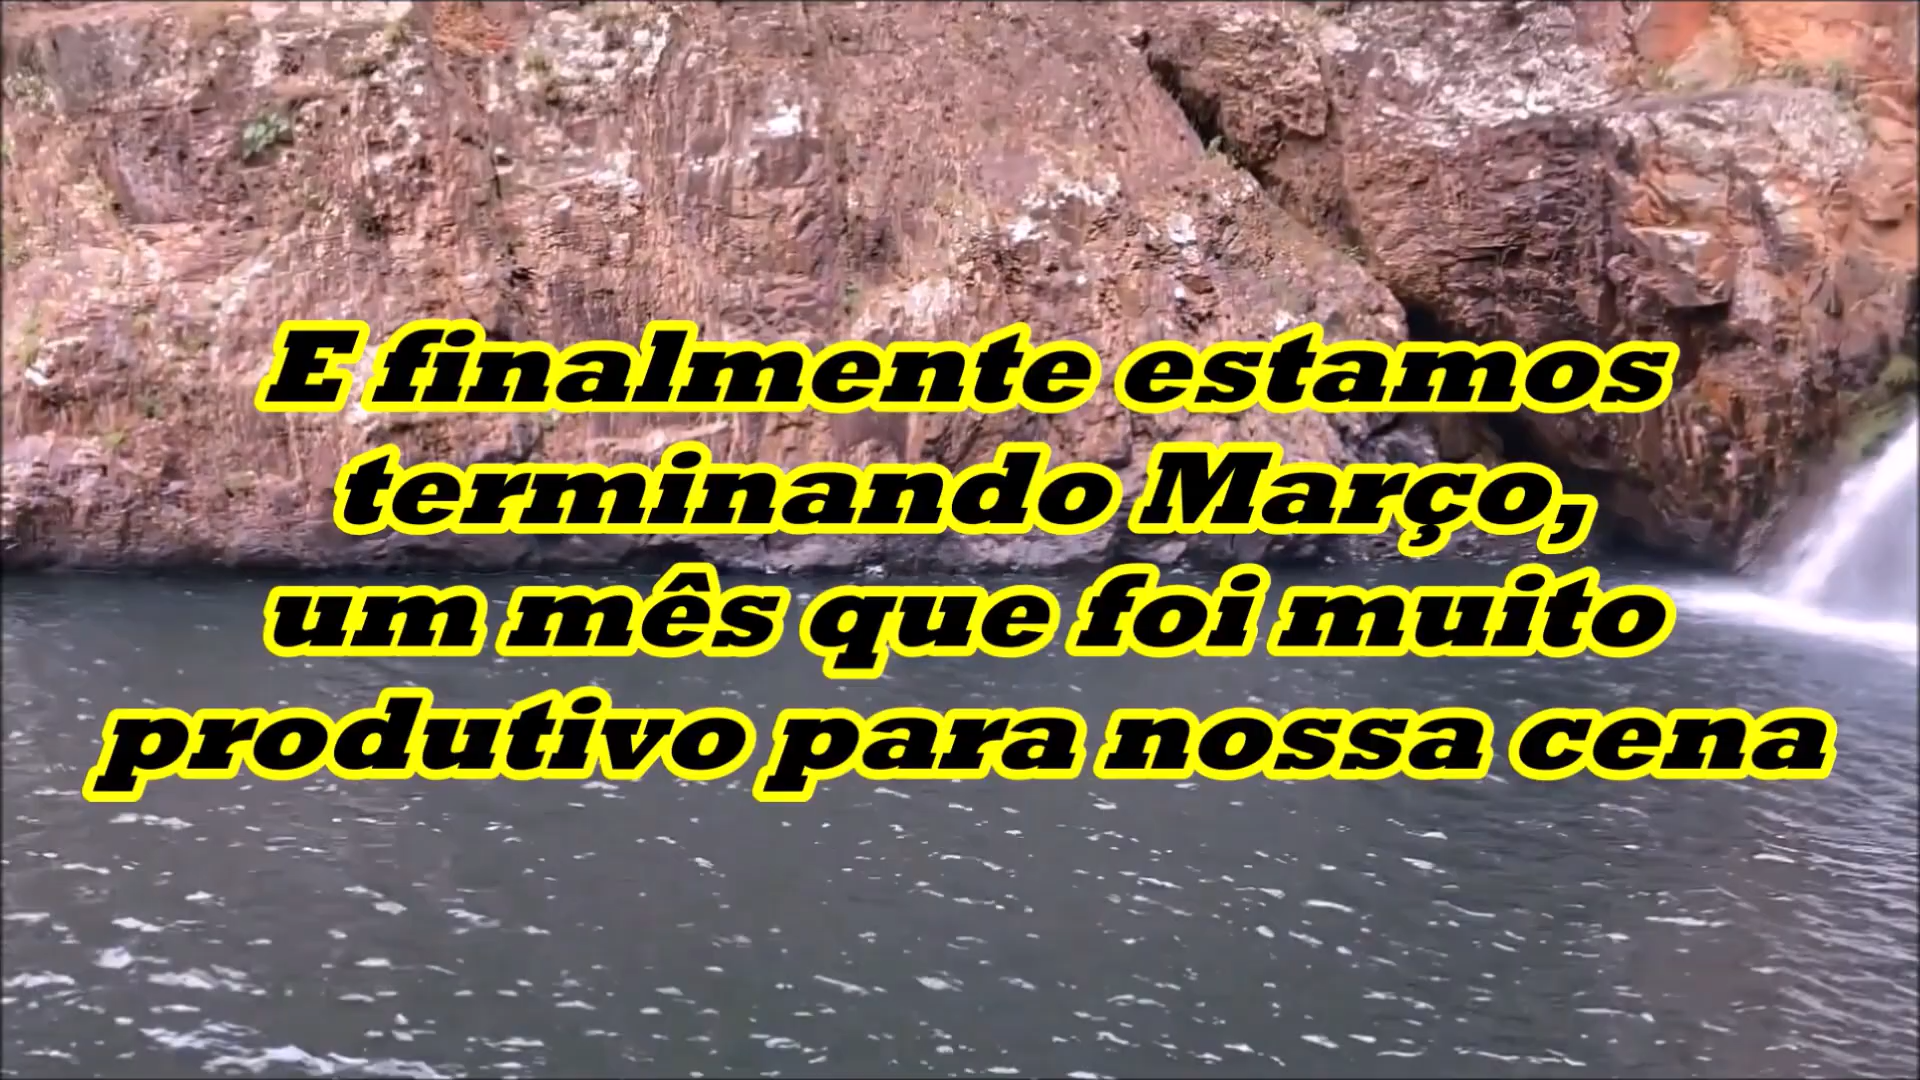 E finalmente estamos
terminando Março,
um mês que foi muito
produtivo para nossa cena